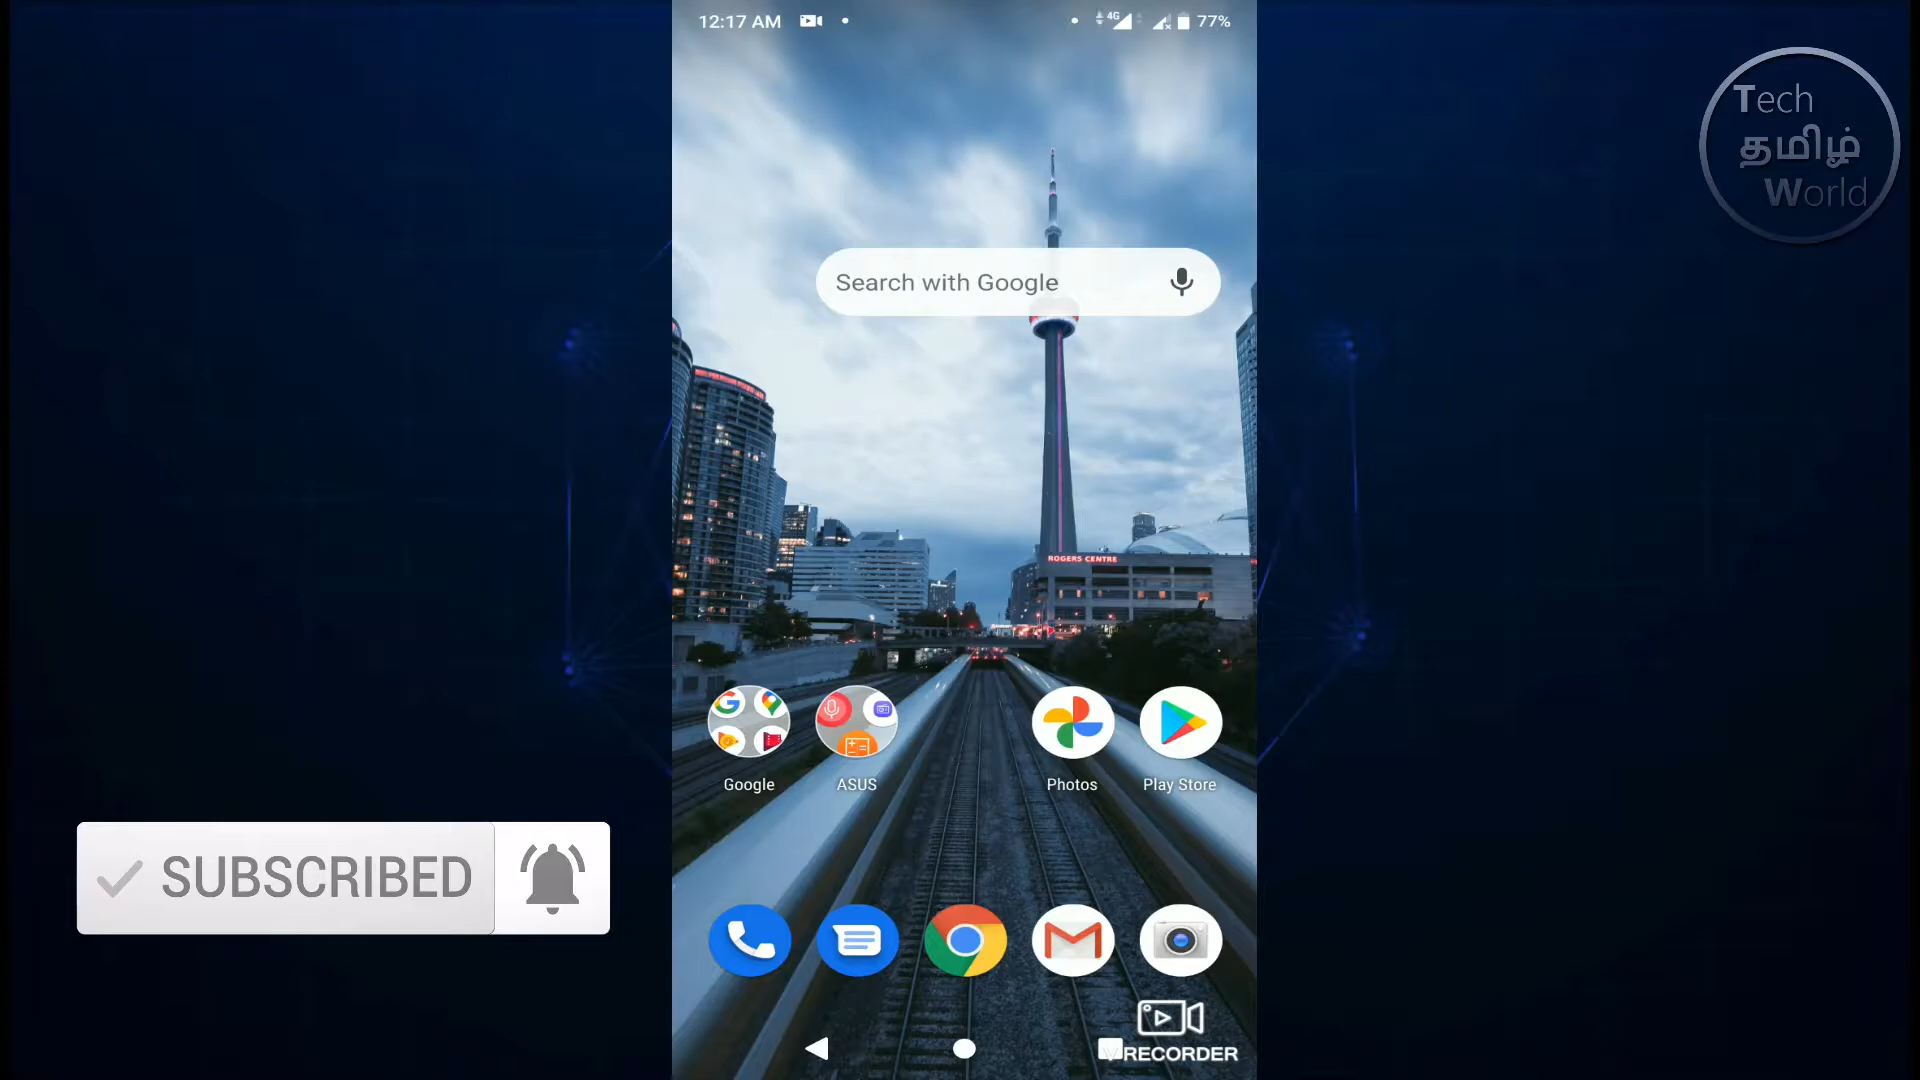 12:17 AM
4G
77%
Tech
தமிழ்
World
Search with Google
ROGERS CENTRE
Google
ASUS
Photos
Play Store
SUBSCRIBED
RECORDER